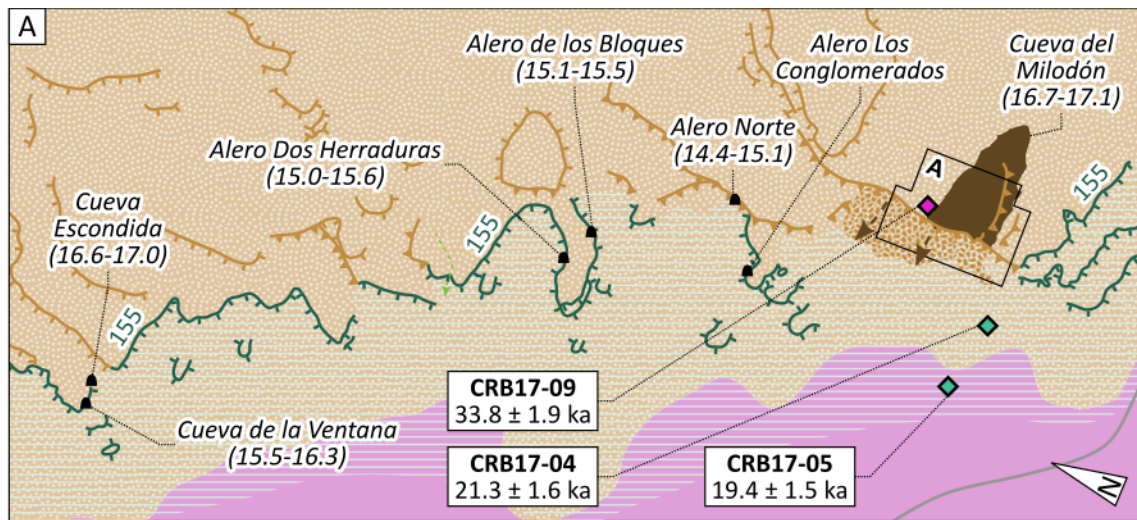 A
Alero de los Bloques
(15.1-15.5)
Alero Los
Conglomerados
Cueva del
Milodón
(16.7-17.1)
Alero Dos Herraduras
(15.0-15.6)
Alero Norte
(14.4-15.1)
A
155
Cueva
Escondida
(16.6-17.0)
155
155
CRB17-09
33.8 ± 1.9 ka
Cueva de la Ventana
(15.5-16.3)
CRB17-04
21.3 ± 1.6 ka
CRB17-05
19.4 ± 1.5 ka
N